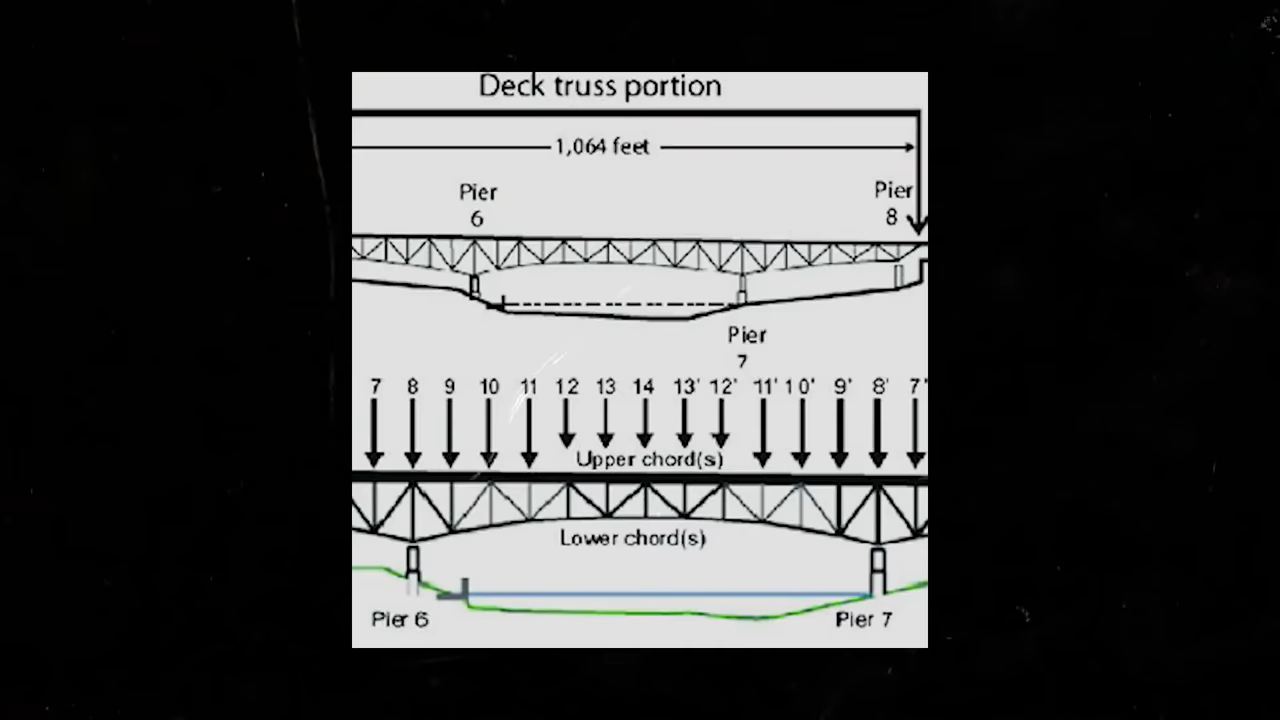 Deck truss portion
1,064 feet
Pier
6
Pier
8
Pier
7
7 8 9 10 11 12 13 14 13' 12' 11' 10' 9' 8' 7'
Upper chord(s)
Lower chord(s)
Pier 6
Pier 7